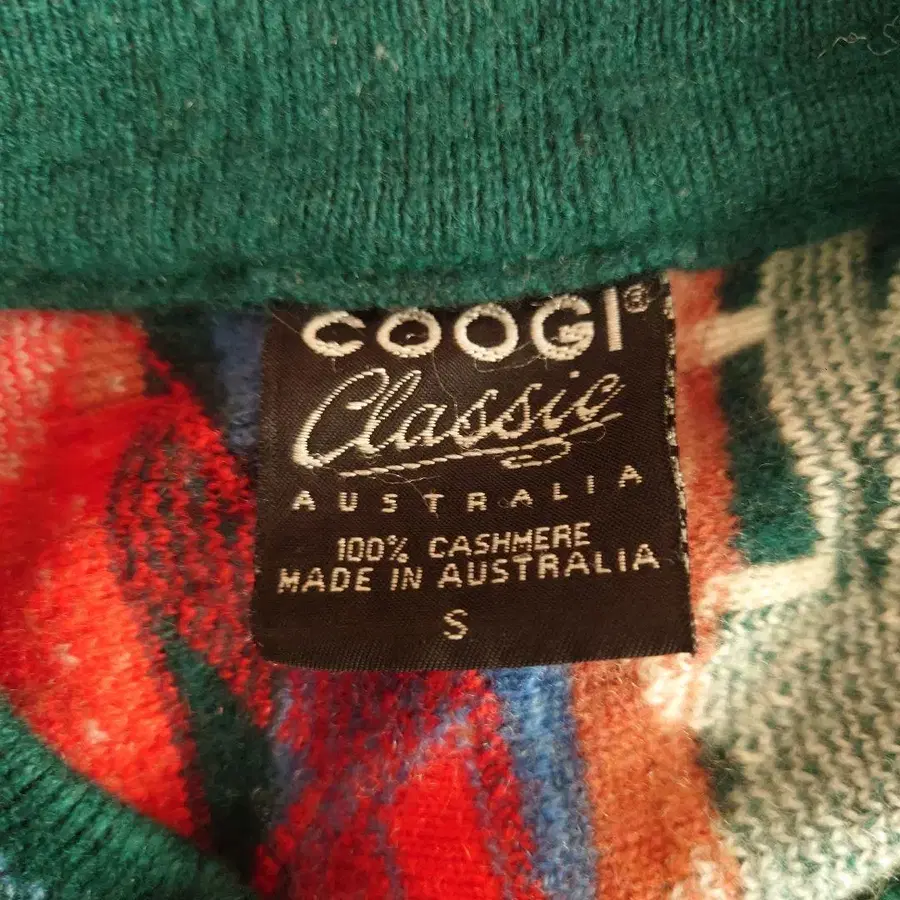 COOGI®
Classic
AUSTRALIA
100% CASHMERE
MADE IN AUSTRALIA
S